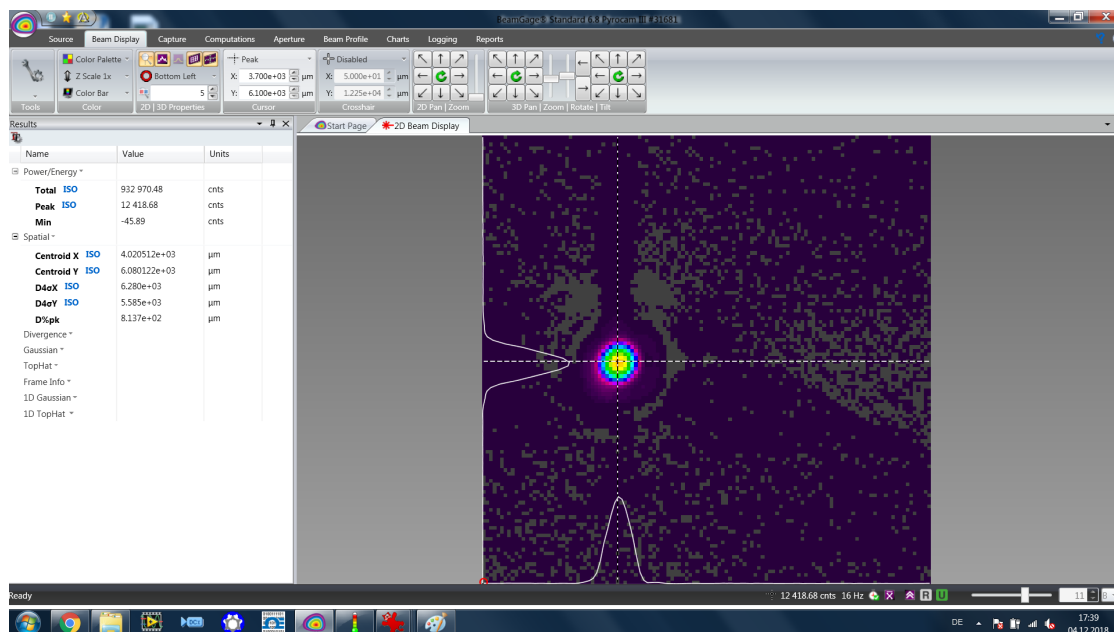 BeamGage® Standard 6.8 Pyrocam III #31681
Source Beam Display Capture Computations Aperture Beam Profile Charts Logging Reports
Color Palette Peak Disabled
Z Scale 1x Bottom Left X: 3.700e+03 µm X: 5.000e+01 µm
Color Bar 5 Y: 6.100e+03 µm Y: 1.225e+04 µm
Tools Color 2D | 3D Properties Cursor Crosshair 2D Pan | Zoom 3D Pan | Zoom | Rotate | Tilt
Results
Start Page 2D Beam Display
Name Value Units
Power/Energy
Total ISO 932 970.48 cnts
Peak ISO 12 418.68 cnts
Min -45.89 cnts
Spatial
Centroid X ISO 4.020512e+03 µm
Centroid Y ISO 6.080122e+03 µm
D4σX ISO 6.280e+03 µm
D4σY ISO 5.585e+03 µm
D%pk 8.137e+02 µm
Divergence
Gaussian
TopHat
Frame Info
1D Gaussian
1D TopHat
Ready 12 418.68 cnts 16 Hz R U 11 B
DE 17:39
04.12.2018